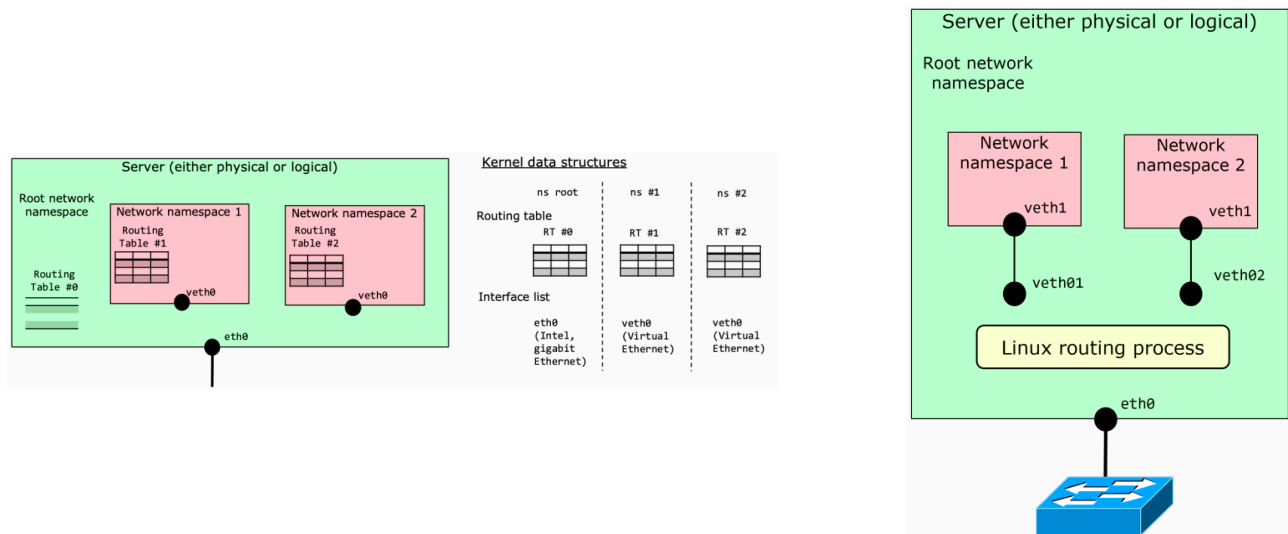 Server (either physical or logical)
Root network
namespace
Network namespace 1
Routing
Table #1
veth0
Network namespace 2
Routing
Table #2
veth0
Routing
Table #0
eth0
Kernel data structures
ns root
ns #1
ns #2
Routing table
RT #0
RT #1
RT #2
Interface list
eth0
(Intel,
gigabit
Ethernet)
veth0
(Virtual
Ethernet)
veth0
(Virtual
Ethernet)
Server (either physical or logical)
Root network
namespace
Network
namespace 1
veth1
veth01
Network
namespace 2
veth1
veth02
Linux routing process
eth0